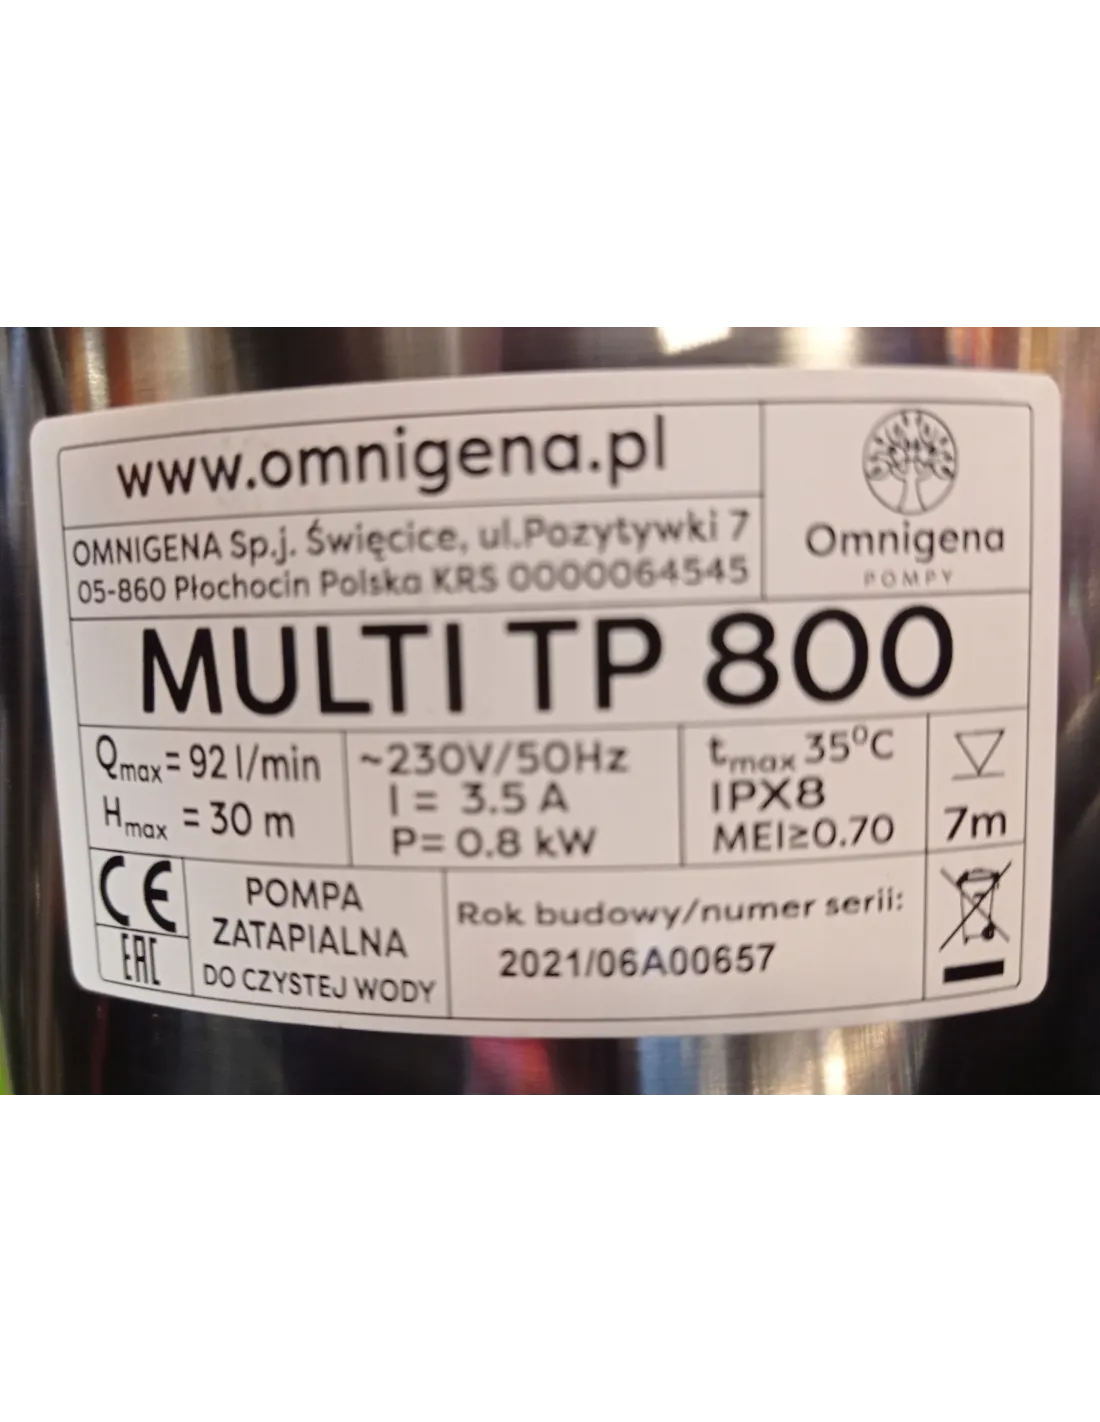 www.omnigena.pl
OMNIGENA Sp.j. Święcice, ul.Pozytywki 7
05-860 Płochocin Polska KRS 0000064545
Omnigena
POMPY
MULTI TP 800
Qmax= 92 l/min
Hmax = 30 m
~230V/50Hz
I = 3.5 A
P= 0.8 kW
tmax 35⁰C
IPX8
MEI≥0.70
7m
CE
EAC
POMPA
ZATAPIALNA
DO CZYSTEJ WODY
Rok budowy/numer serii:
2021/06A00657